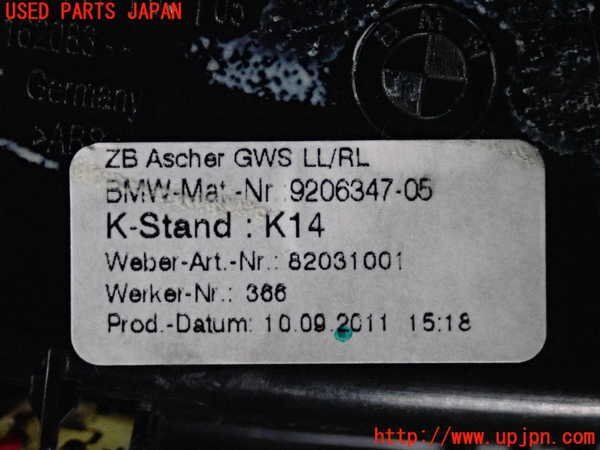 USED PARTS JAPAN
BMW
Germany
ZB Ascher GWS LL/RL
BMW-Mat.-Nr 9206347-05
K-Stand : K14
Weber-Art.-Nr.: 82031001
Werker-Nr.: 366
Prod.-Datum: 10.09.2011 15:18
http://www.upjpn.com/